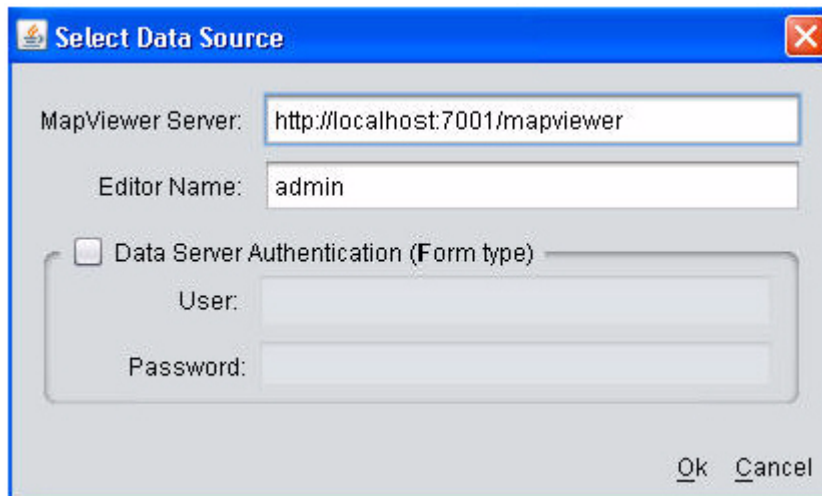 Select Data Source
MapViewer Server: http://localhost:7001/mapviewer
Editor Name: admin
Data Server Authentication (Form type)
User:
Password:
Ok Cancel